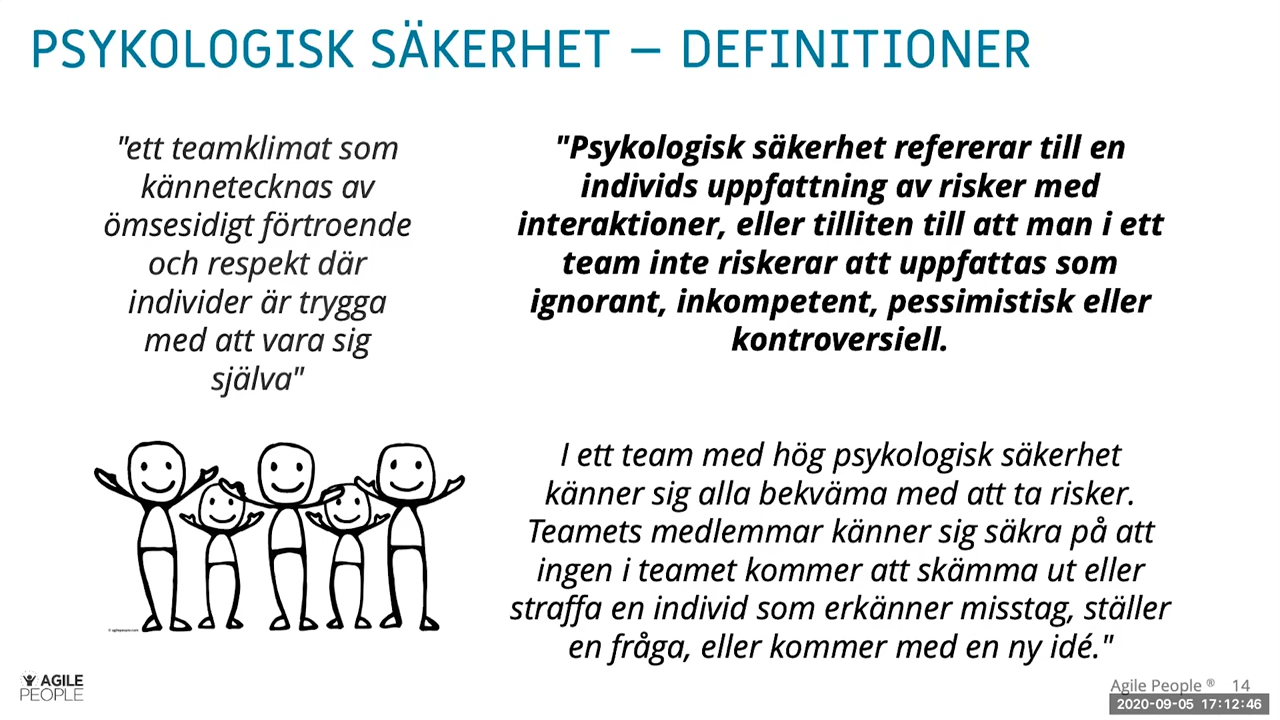 PSYKOLOGISK SÄKERHET – DEFINITIONER
"ett teamklimat som
kännetecknas av
ömsesidigt förtroende
och respekt där
individer är trygga
med att vara sig
själva"
"Psykologisk säkerhet refererar till en
individs uppfattning av risker med
interaktioner, eller tilliten till att man i ett
team inte riskerar att uppfattas som
ignorant, inkompetent, pessimistisk eller
kontroversiell.
I ett team med hög psykologisk säkerhet
känner sig alla bekväma med att ta risker.
Teamets medlemmar känner sig säkra på att
ingen i teamet kommer att skämma ut eller
straffa en individ som erkänner misstag, ställer
en fråga, eller kommer med en ny idé."
© agilepeople.com
AGILE
PEOPLE
Agile People ® 14
2020-09-05 17:12:46